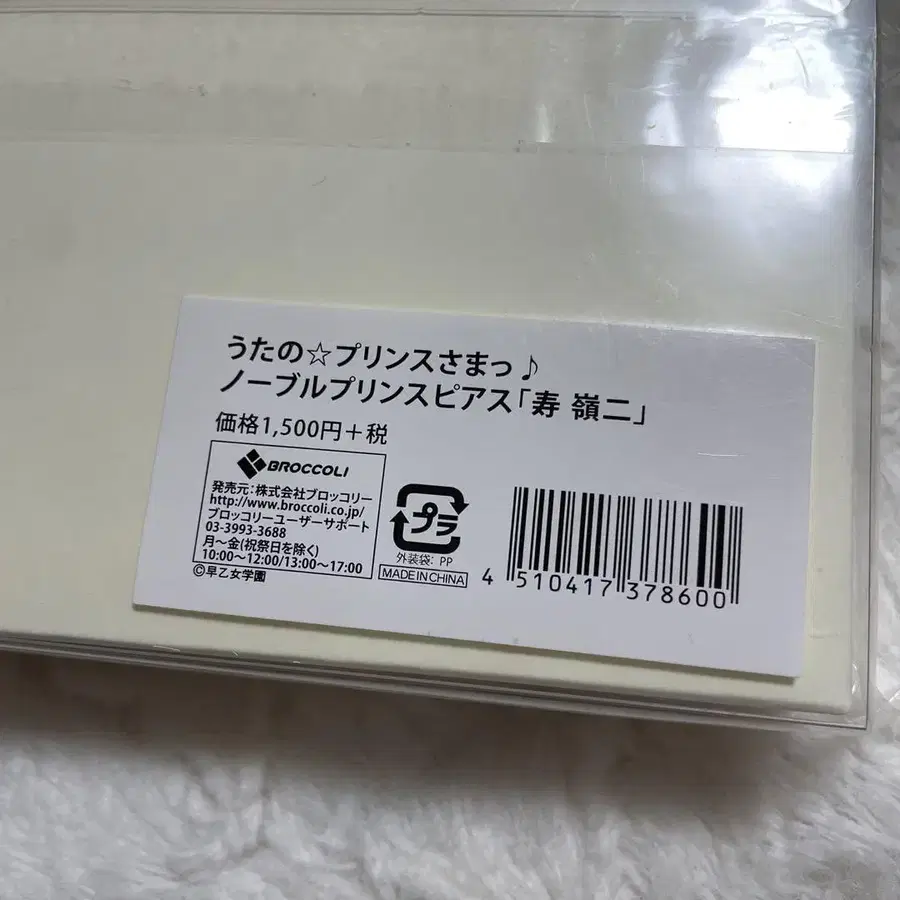 うたの☆プリンスさまっ♪
ノーブルプリンスピアス「寿 嶺二」
価格1,500円+税
BROCCOLI
発売元:株式会社ブロッコリー
http://www.broccoli.co.jp/
ブロッコリーユーザーサポート
03-3993-3688
月〜金(祝祭日を除く)
10:00〜12:00/13:00〜17:00
©早乙女学園
プラ
外装袋: PP
MADE IN CHINA
4 510417 378600